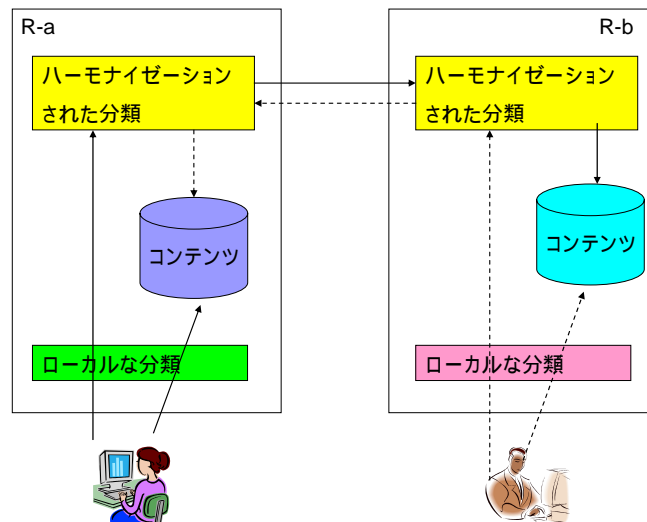 R-a
ハーモナイゼーション
された分類
コンテンツ
ローカルな分類
R-b
ハーモナイゼーション
された分類
コンテンツ
ローカルな分類